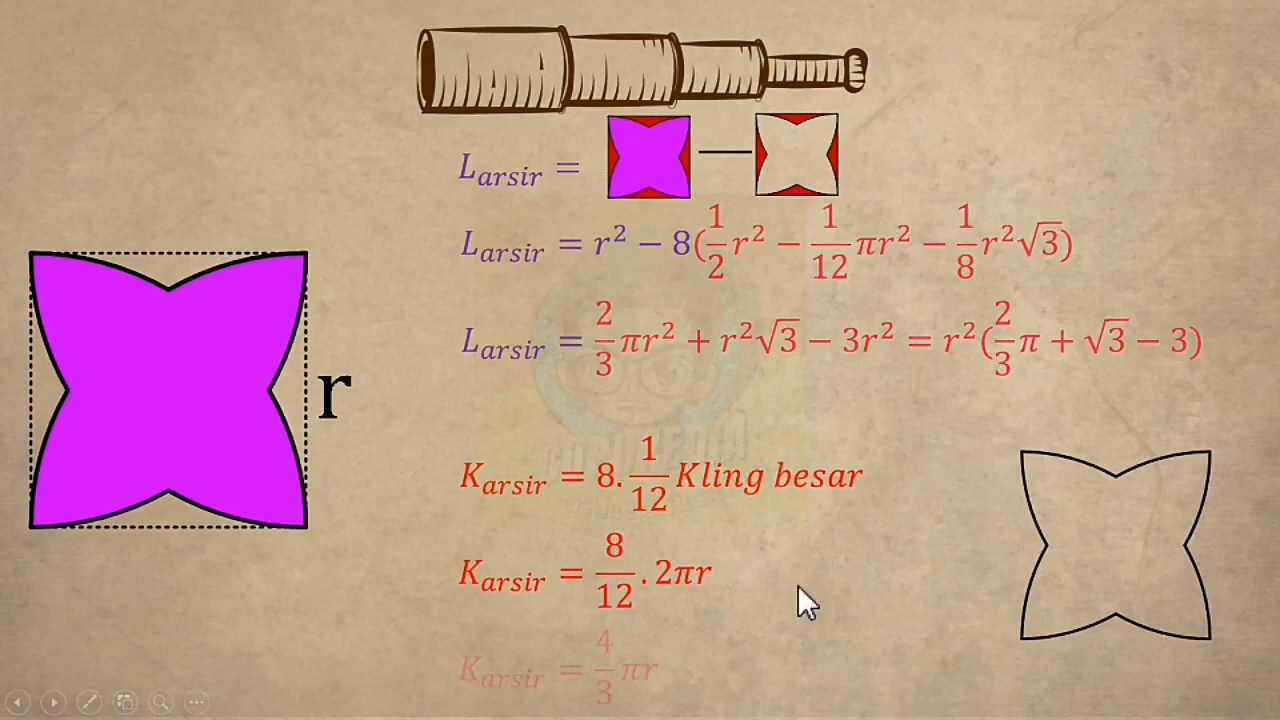 L_arsir = —
L_arsir = r² − 8(1/2 r² − 1/12 πr² − 1/8 r²√3)
r
L_arsir = 2/3 πr² + r²√3 − 3r² = r²(2/3 π + √3 − 3)
K_arsir = 8. 1/12 Kling besar
K_arsir = 8/12 . 2πr
K_arsir = 4/3 πr